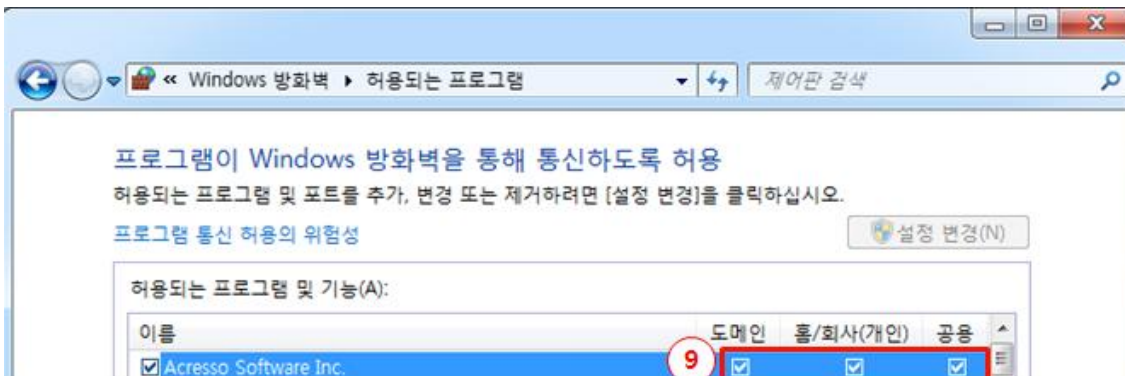 « Windows 방화벽 ▶ 허용되는 프로그램 제어판 검색
프로그램이 Windows 방화벽을 통해 통신하도록 허용
허용되는 프로그램 및 포트를 추가, 변경 또는 제거하려면 [설정 변경]을 클릭하십시오.
프로그램 통신 허용의 위험성 설정 변경(N)
허용되는 프로그램 및 기능(A):
이름 도메인 홈/회사(개인) 공용
Acresso Software Inc. 9